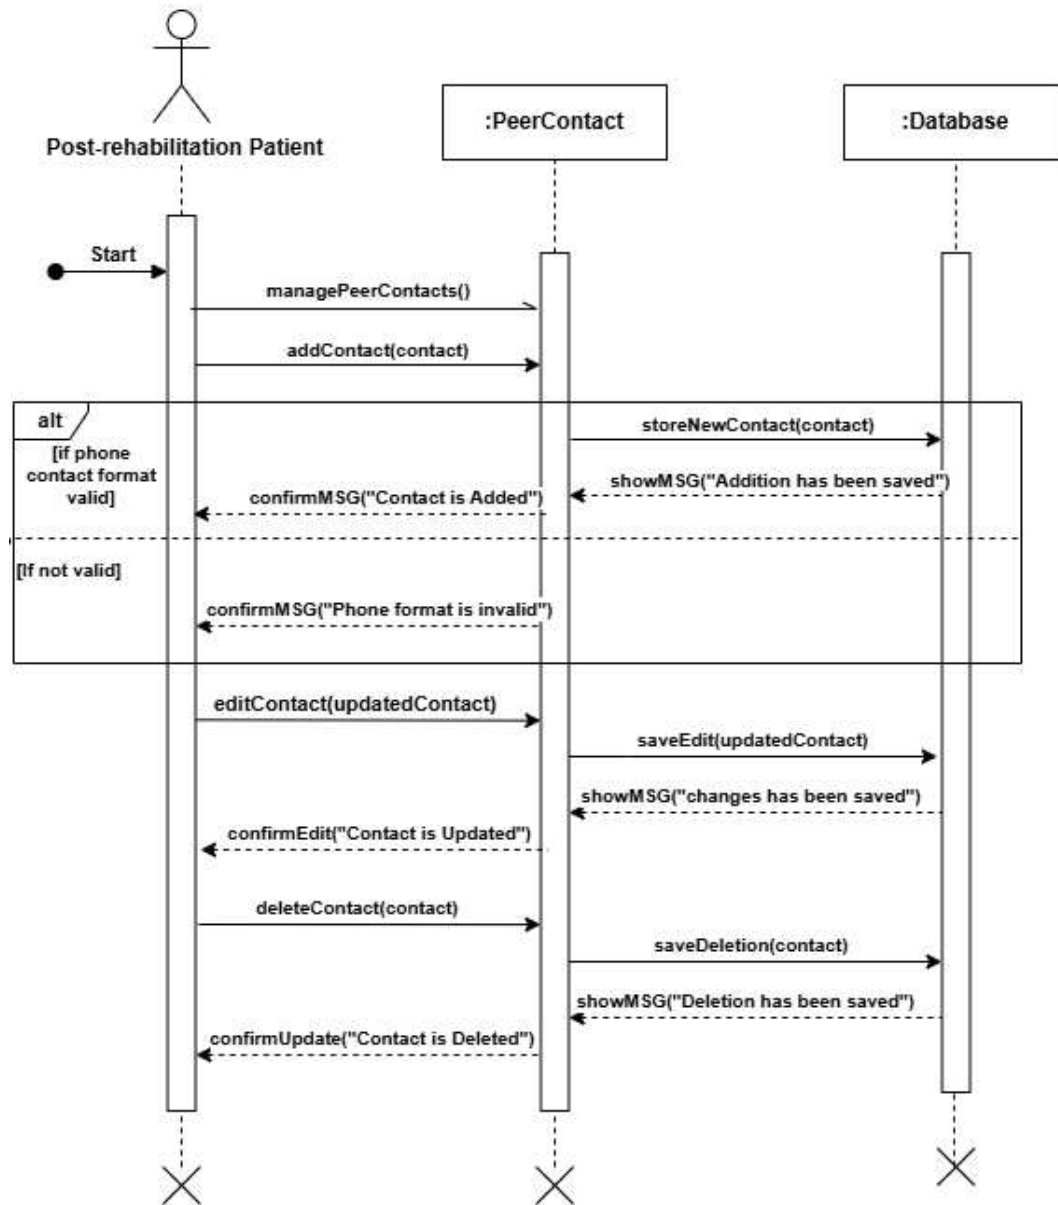 Post-rehabilitation Patient
:PeerContact
:Database
Start
managePeerContacts()
addContact(contact)
alt
[if phone
contact format
valid]
storeNewContact(contact)
showMSG("Addition has been saved")
confirmMSG("Contact is Added")
[If not valid]
confirmMSG("Phone format is invalid")
editContact(updatedContact)
saveEdit(updatedContact)
showMSG("changes has been saved")
confirmEdit("Contact is Updated")
deleteContact(contact)
saveDeletion(contact)
showMSG("Deletion has been saved")
confirmUpdate("Contact is Deleted")